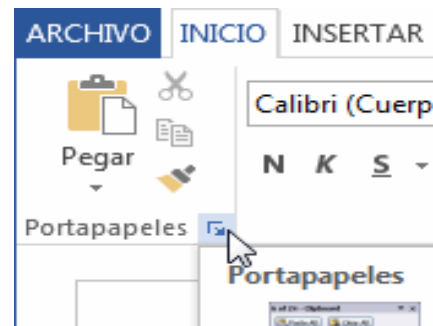 ARCHIVO INICIO INSERTAR
Calibri (Cuerp
Pegar
N K S
Portapapeles
Portapapeles